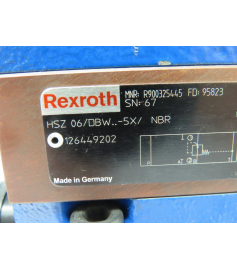 Rexroth
MNR: R900325445 FD: 95823
SN: 67
HSZ 06/DBW..-5X/ NBR
126449202
Made in Germany